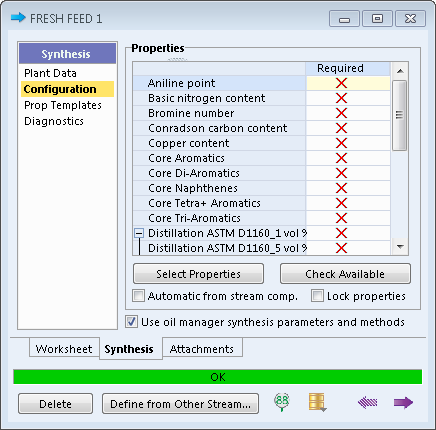 FRESH FEED 1
Synthesis
Plant Data
Configuration
Prop Templates
Diagnostics
Properties
Required
Aniline point
Basic nitrogen content
Bromine number
Conradson carbon content
Copper content
Core Aromatics
Core Di-Aromatics
Core Naphthenes
Core Tetra+ Aromatics
Core Tri-Aromatics
Distillation ASTM D1160_1 vol %
Distillation ASTM D1160_5 vol %
Select Properties
Check Available
Automatic from stream comp.
Lock properties
Use oil manager synthesis parameters and methods
Worksheet
Synthesis
Attachments
OK
Delete
Define from Other Stream...